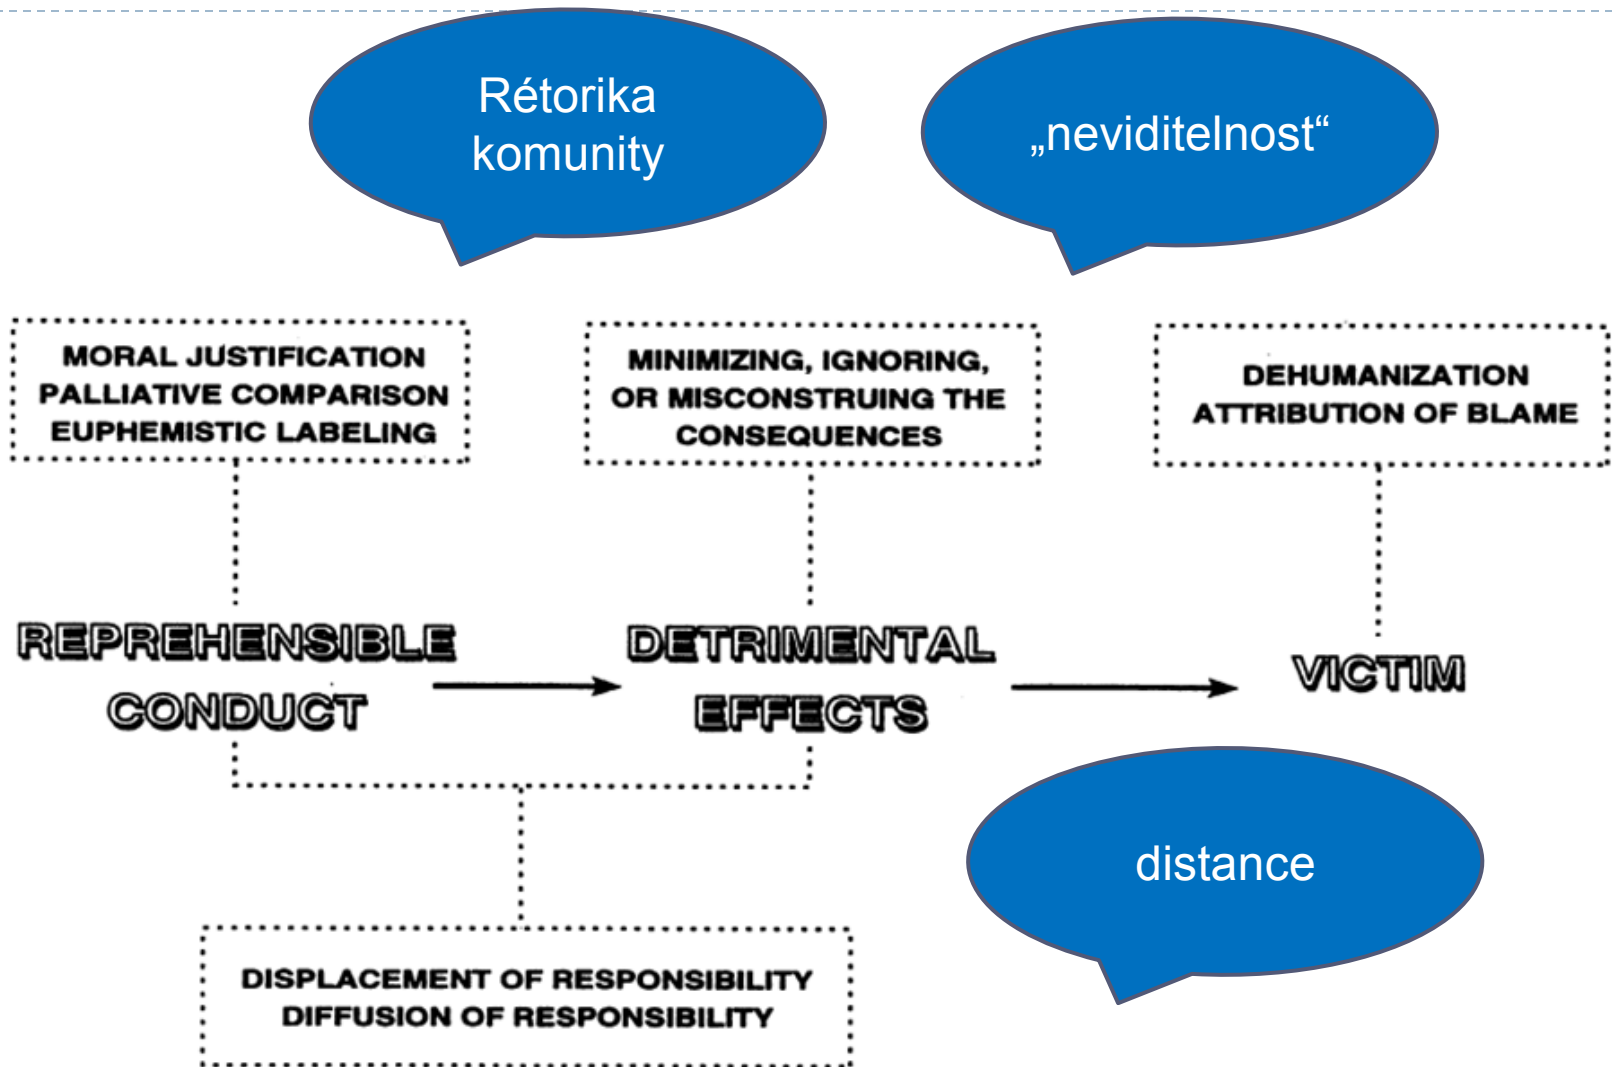 Rétorika
komunity
„neviditelnost“
MORAL JUSTIFICATION
PALLIATIVE COMPARISON
EUPHEMISTIC LABELING
MINIMIZING, IGNORING,
OR MISCONSTRUING THE
CONSEQUENCES
DEHUMANIZATION
ATTRIBUTION OF BLAME
REPREHENSIBLE
CONDUCT
DETRIMENTAL
EFFECTS
VICTIM
distance
DISPLACEMENT OF RESPONSIBILITY
DIFFUSION OF RESPONSIBILITY